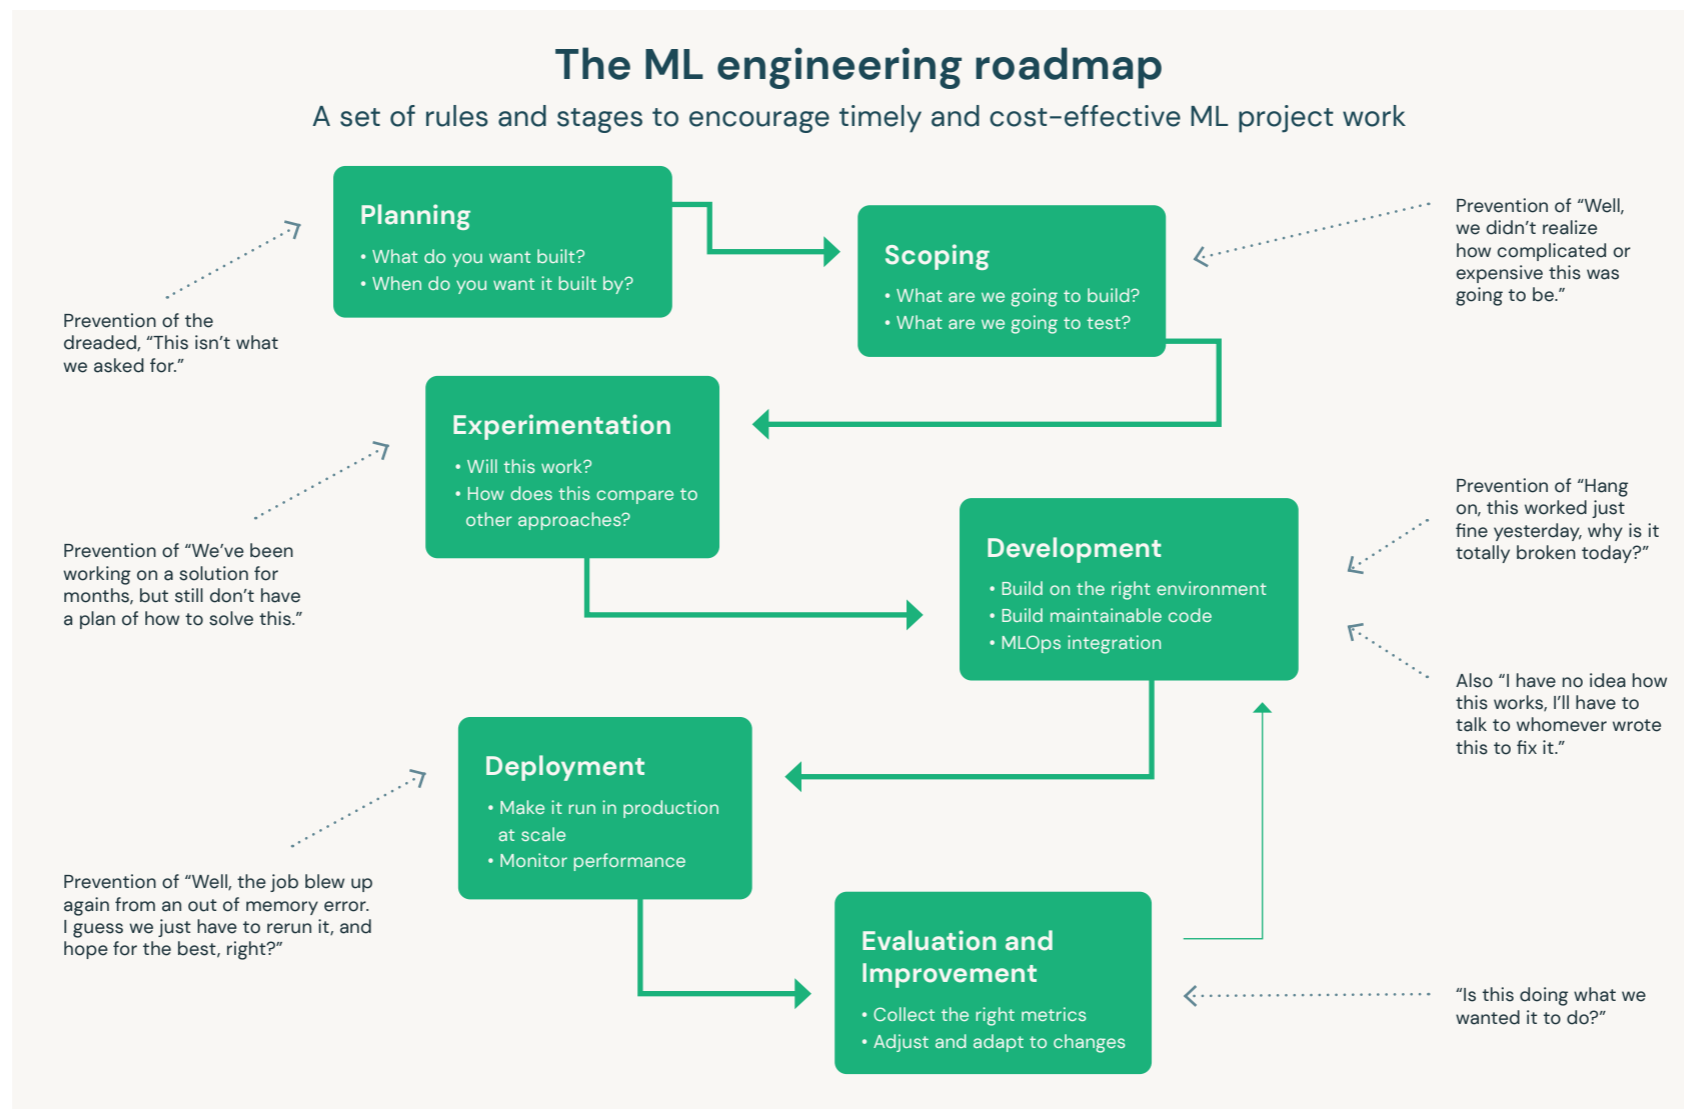 The ML engineering roadmap
A set of rules and stages to encourage timely and cost-effective ML project work
Planning
• What do you want built?
• When do you want it built by?
Prevention of the
dreaded, “This isn’t what
we asked for.”
Scoping
• What are we going to build?
• What are we going to test?
Prevention of “Well,
we didn’t realize
how complicated or
expensive this was
going to be.”
Experimentation
• Will this work?
• How does this compare to
other approaches?
Prevention of “We’ve been
working on a solution for
months, but still don’t have
a plan of how to solve this.”
Development
• Build on the right environment
• Build maintainable code
• MLOps integration
Prevention of “Hang
on, this worked just
fine yesterday, why is it
totally broken today?”
Also “I have no idea how
this works, I’ll have to
talk to whomever wrote
this to fix it.”
Deployment
• Make it run in production
at scale
• Monitor performance
Prevention of “Well, the job blew up
again from an out of memory error.
I guess we just have to rerun it, and
hope for the best, right?”
Evaluation and
Improvement
• Collect the right metrics
• Adjust and adapt to changes
“Is this doing what we
wanted it to do?”